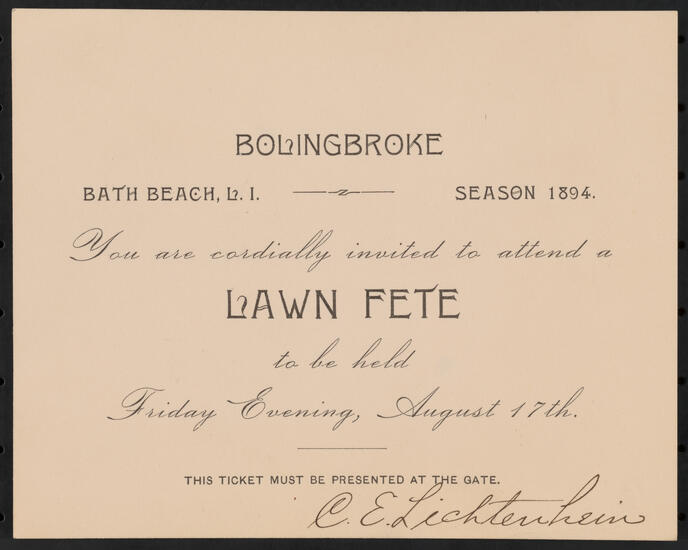 BOLINGBROKE
BATH BEACH, L. I. SEASON 1894.
You are cordially invited to attend a
LAWN FETE
to be held
Friday Evening, August 17th.
THIS TICKET MUST BE PRESENTED AT THE GATE.
C. E. Lichtenhein